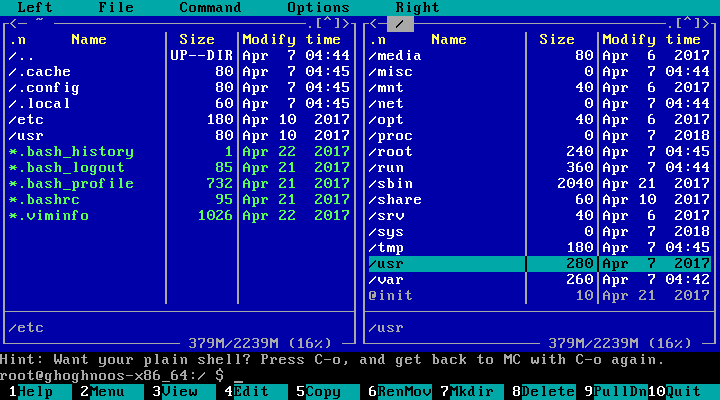 Left File Command Options Right
<─ ~ .[^]> <─ / .[^]>
.n Name Size Modify time .n Name Size Modify time
/.. UP--DIR Apr 7 04:44 /media 80 Apr 6 2017
/.cache 80 Apr 7 04:45 /misc 0 Apr 7 04:44
/.config 80 Apr 7 04:45 /mnt 40 Apr 6 2017
/.local 60 Apr 7 04:45 /net 0 Apr 7 04:44
/etc 180 Apr 10 2017 /opt 40 Apr 6 2017
/usr 80 Apr 10 2017 /proc 0 Apr 7 2018
*.bash_history 1 Apr 22 2017 /root 240 Apr 7 04:45
*.bash_logout 85 Apr 21 2017 /run 360 Apr 7 04:44
*.bash_profile 732 Apr 21 2017 /sbin 2040 Apr 21 2017
*.bashrc 95 Apr 21 2017 /share 60 Apr 10 2017
*.viminfo 1026 Apr 22 2017 /srv 40 Apr 6 2017
/sys 0 Apr 7 2018
/tmp 180 Apr 7 04:45
/usr 280 Apr 7 2017
/var 260 Apr 7 04:42
@init 10 Apr 21 2017
/etc /usr
379M/2239M (16%) 379M/2239M (16%)
Hint: Want your plain shell? Press C-o, and get back to MC with C-o again.
root@ghoghnoos-x86_64:/ $ _
1Help 2Menu 3View 4Edit 5Copy 6RenMov 7Mkdir 8Delete 9PullDn 10Quit